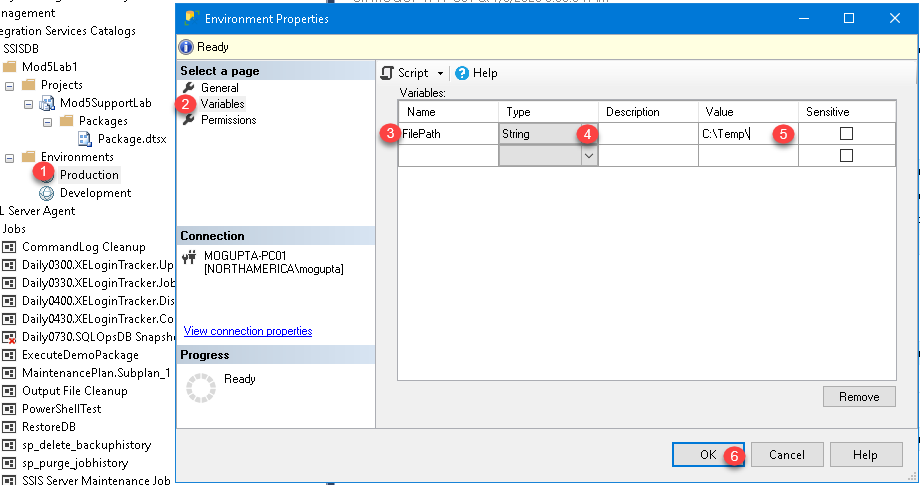 nagement
egration Services Catalogs
SSISDB
Mod5Lab1
Projects
Mod5SupportLab
Packages
Package.dtsx
Environments
1
Production
Development
L Server Agent
Jobs
CommandLog Cleanup
Daily0300.XELoginTracker.Up
Daily0330.XELoginTracker.Job
Daily0400.XELoginTracker.Dis
Daily0430.XELoginTracker.Co
Daily0730.SQLOpsDB Snapsh
ExecuteDemoPackage
MaintenancePlan.Subplan_1
Output File Cleanup
PowerShellTest
RestoreDB
sp_delete_backuphistory
sp_purge_jobhistory
SSIS Server Maintenance Job
Environment Properties
Ready
Select a page
General
2 Variables
Permissions
Connection
MOGUPTA-PC01
[NORTHAMERICA\mogupta]
View connection properties
Progress
Ready
Script Help
Variables:
Name Type Description Value Sensitive
3 FilePath String 4 C:\Temp\ 5
Remove
OK 6 Cancel Help